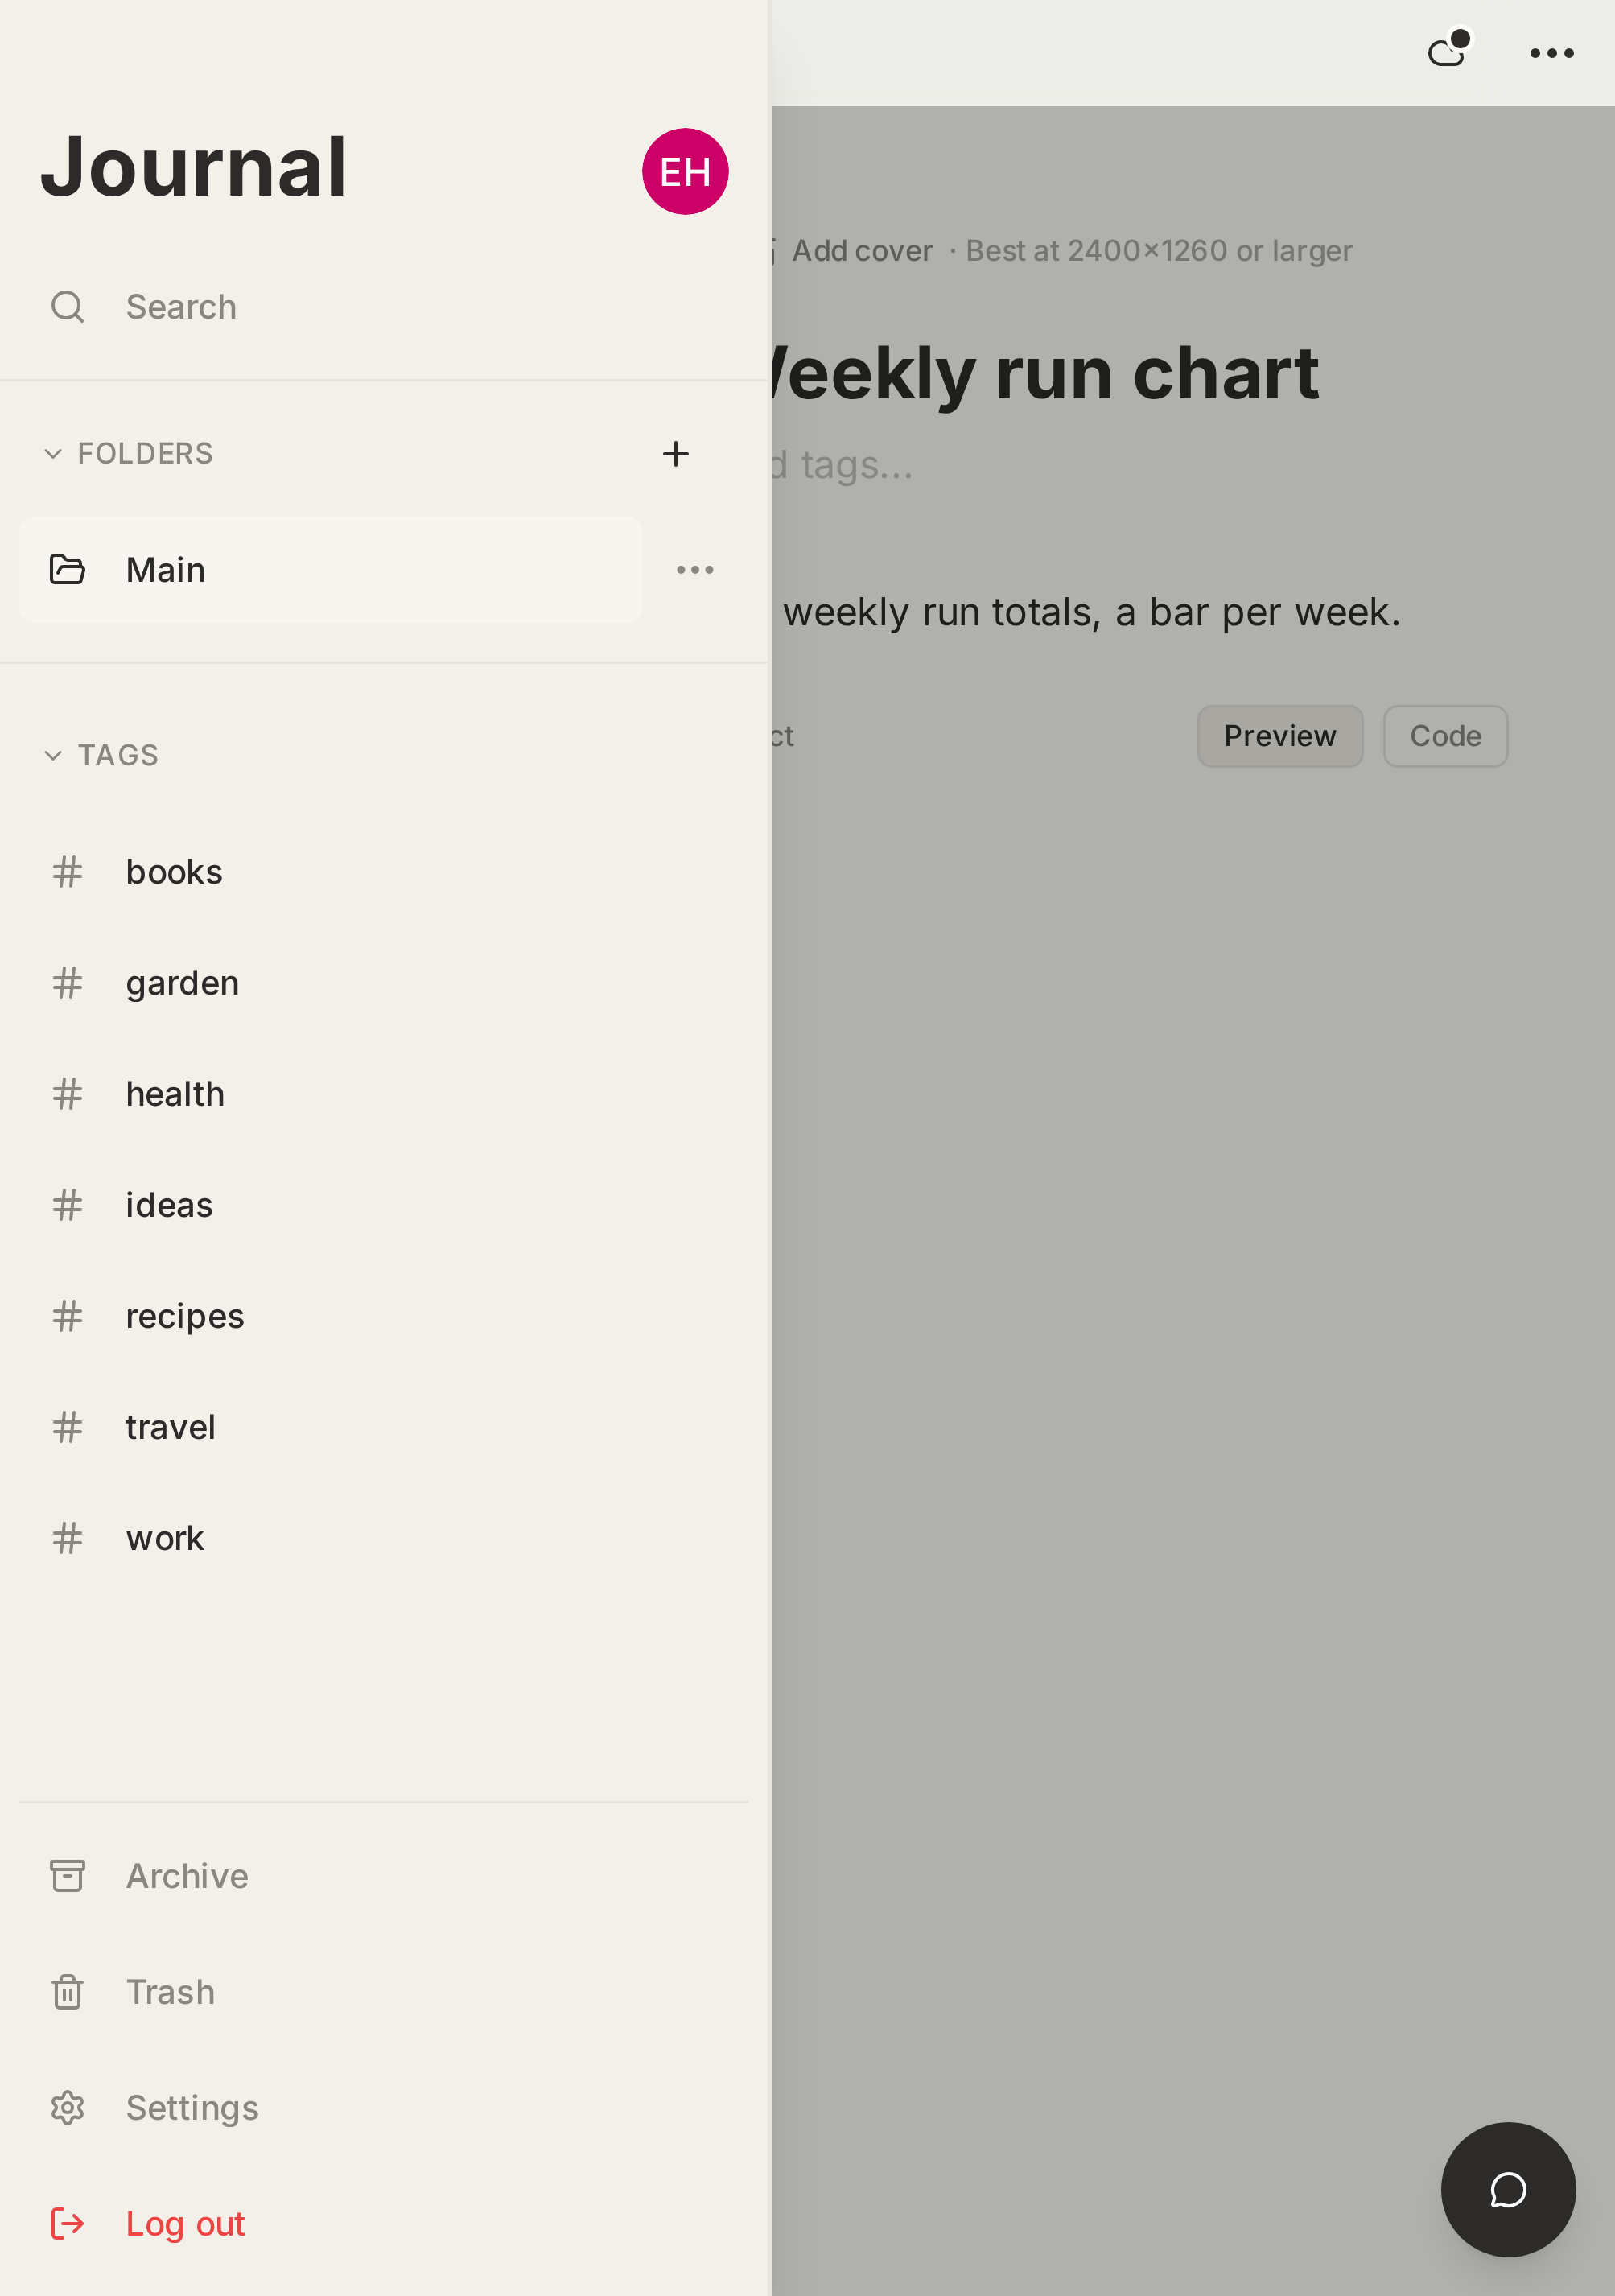 Journal
EH
Search
FOLDERS
Main
TAGS
# books
# garden
# health
# ideas
# recipes
# travel
# work
Archive
Trash
Settings
Log out
Add cover · Best at 2400×1260 or larger
run chart
tags...
weekly run totals, a bar per week.
Preview
Code